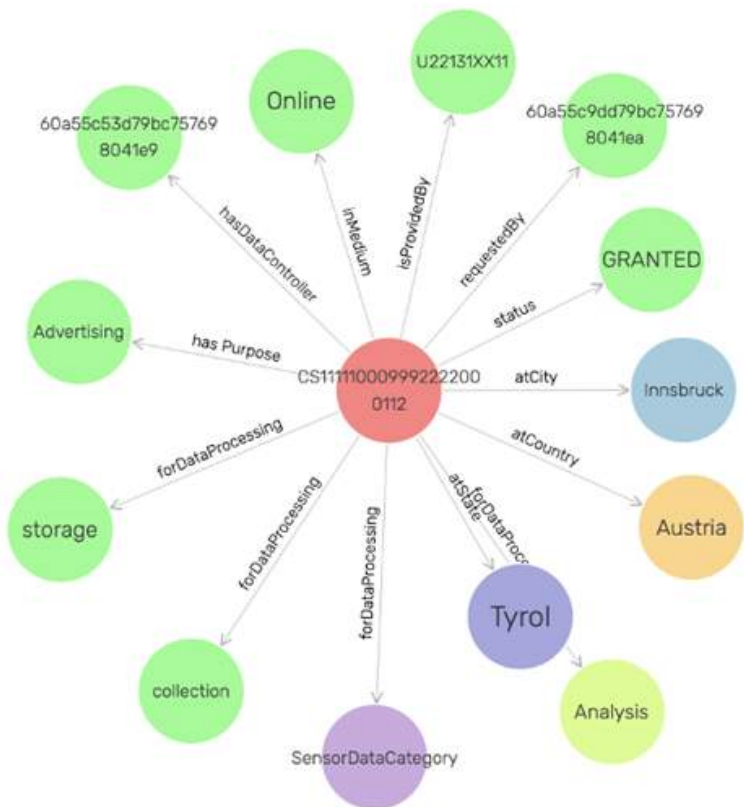 U22131XX11
Online
60a55c53d79bc75769
8041e9
60a55c9dd79bc75769
8041ea
hasDataController
inMedium
isProvidedBy
requestedBy
GRANTED
status
Advertising
has Purpose
CS11111000999222200
0112
atCity
Innsbruck
forDataProcessing
atCountry
storage
forDataProcessing
forDataProcessing
atState
forDataProc
Austria
Tyrol
collection
Analysis
SensorDataCategory